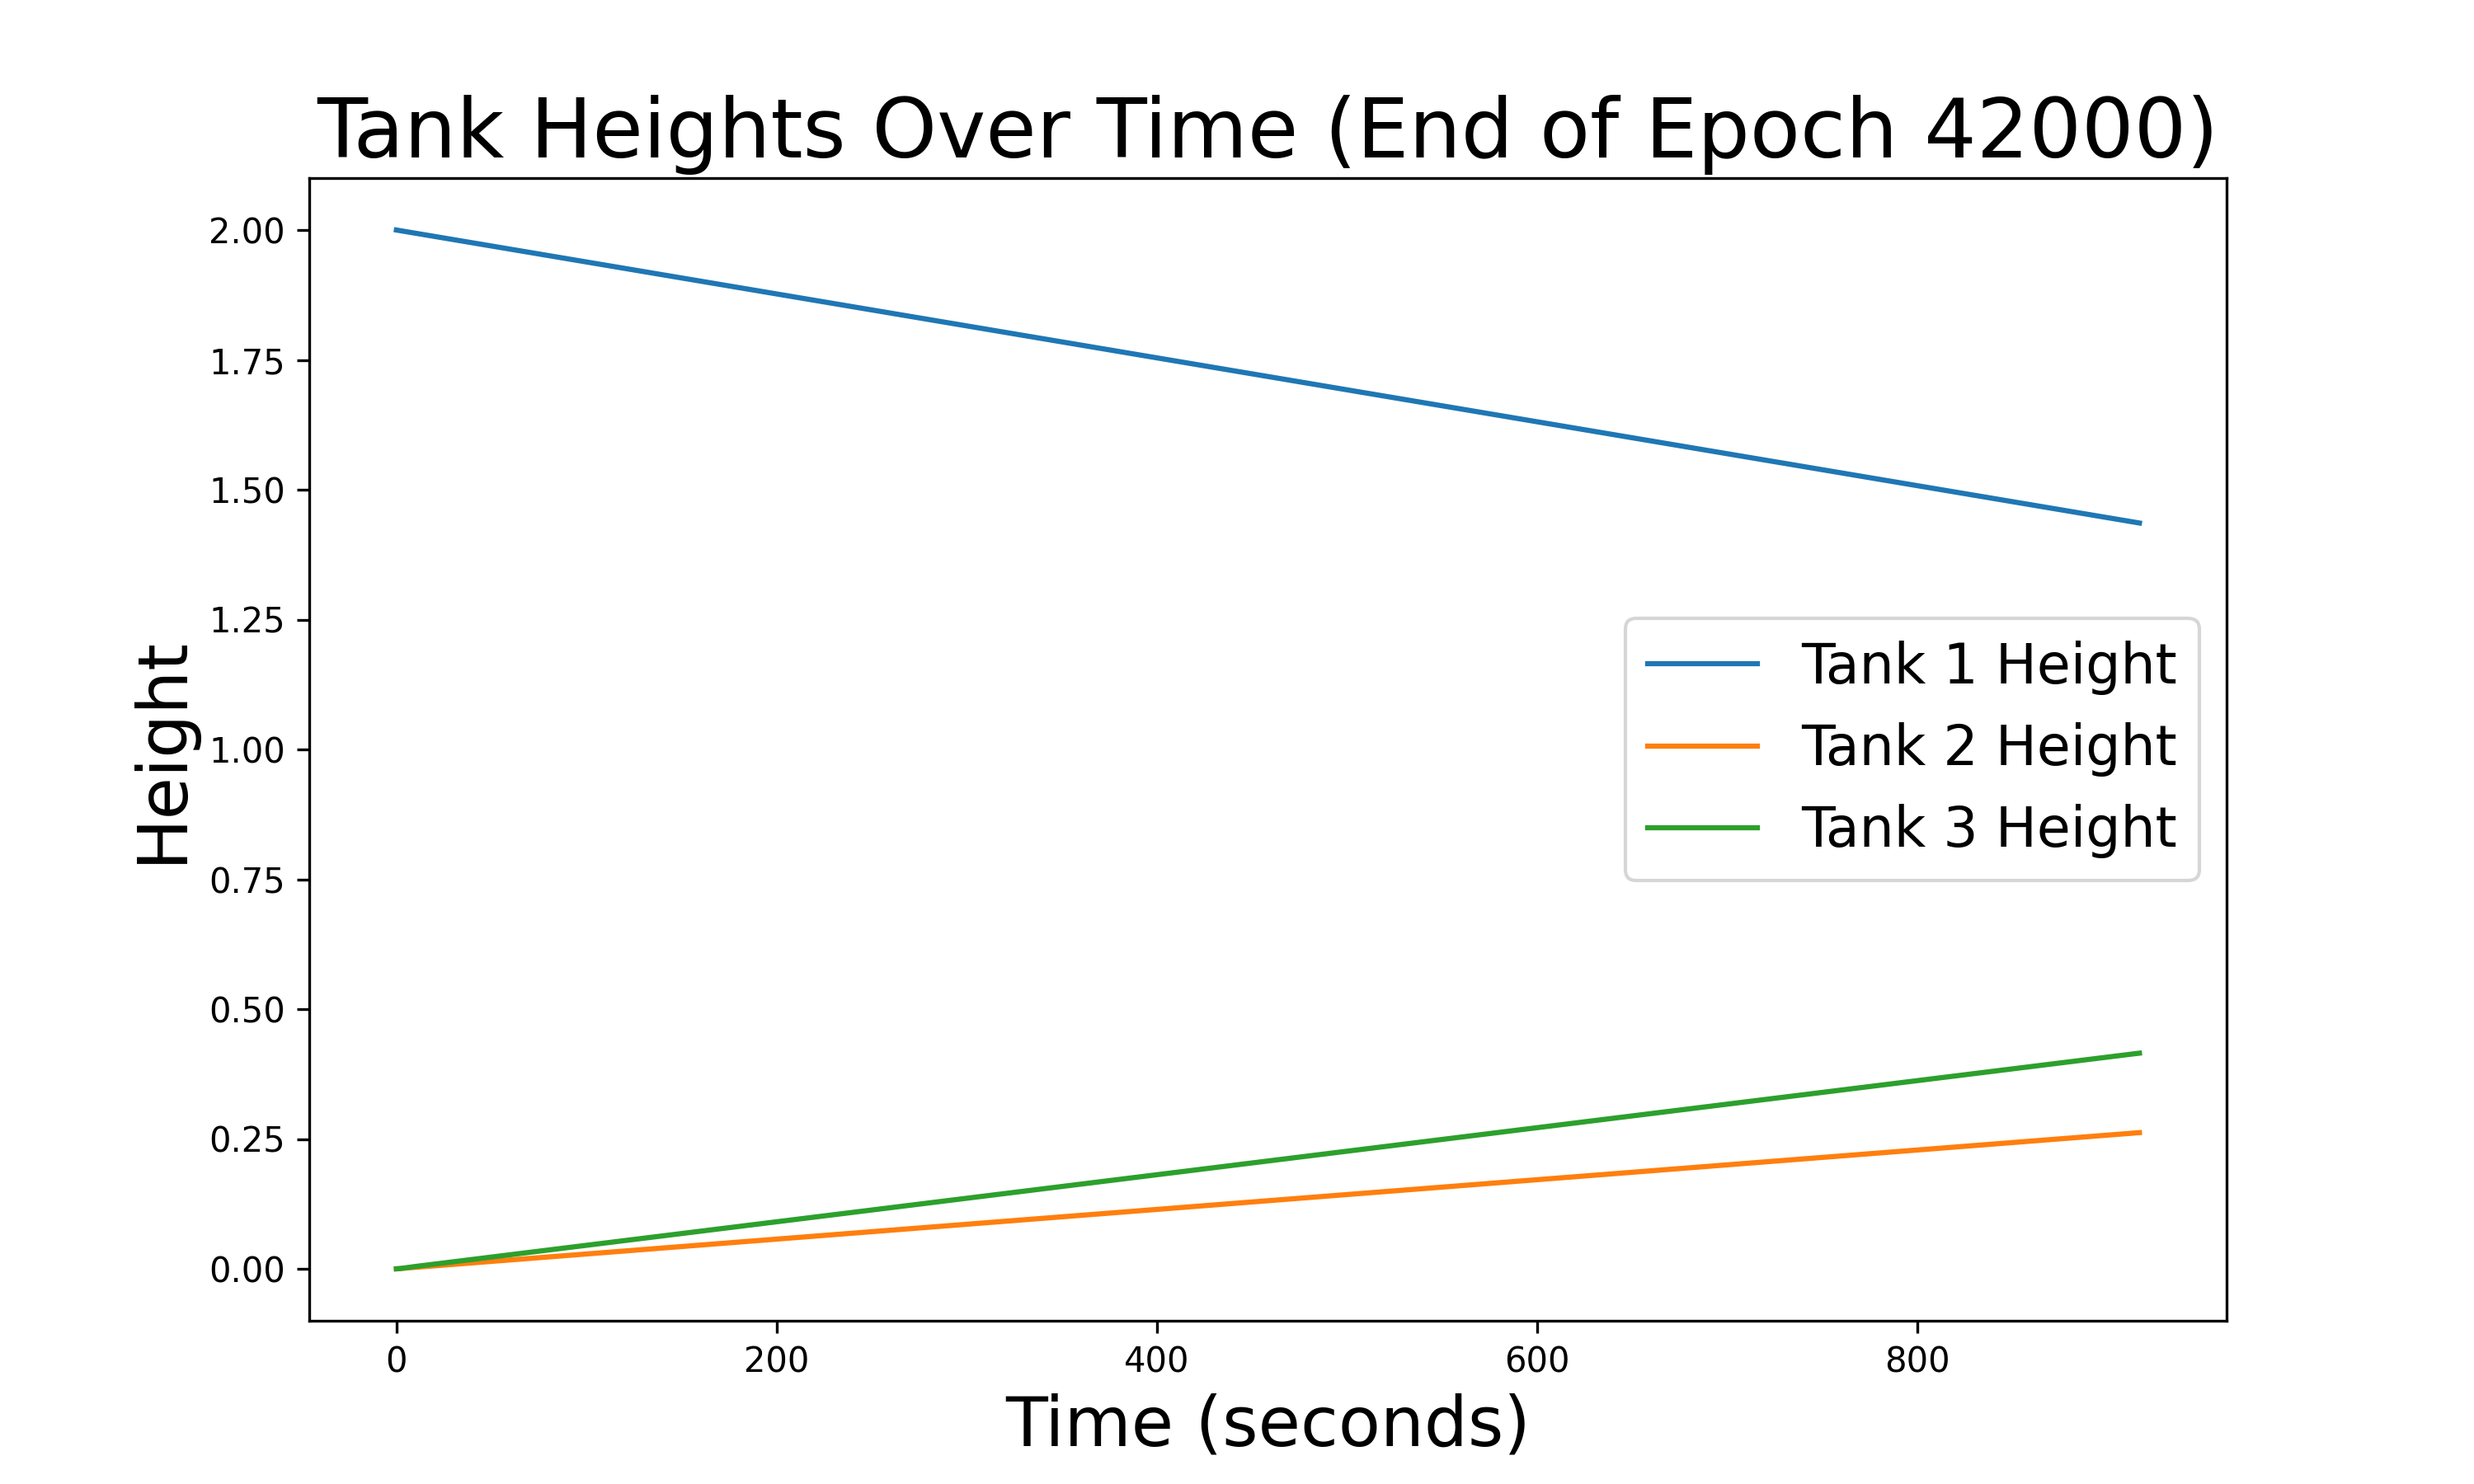 Tank Heights Over Time (End of Epoch 42000)
2.00
1.75
1.50
1.25
1.00
0.75
0.50
0.25
0.00
Height
Tank 1 Height
Tank 2 Height
Tank 3 Height
0 200 400 600 800
Time (seconds)